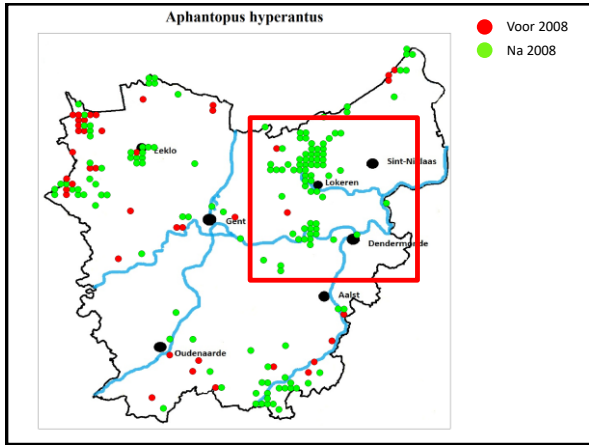 Aphantopus hyperantus
Voor 2008
Na 2008
Eeklo
Sint-Niklaas
Lokeren
Gent
Dendermonde
Aalst
Oudenaarde